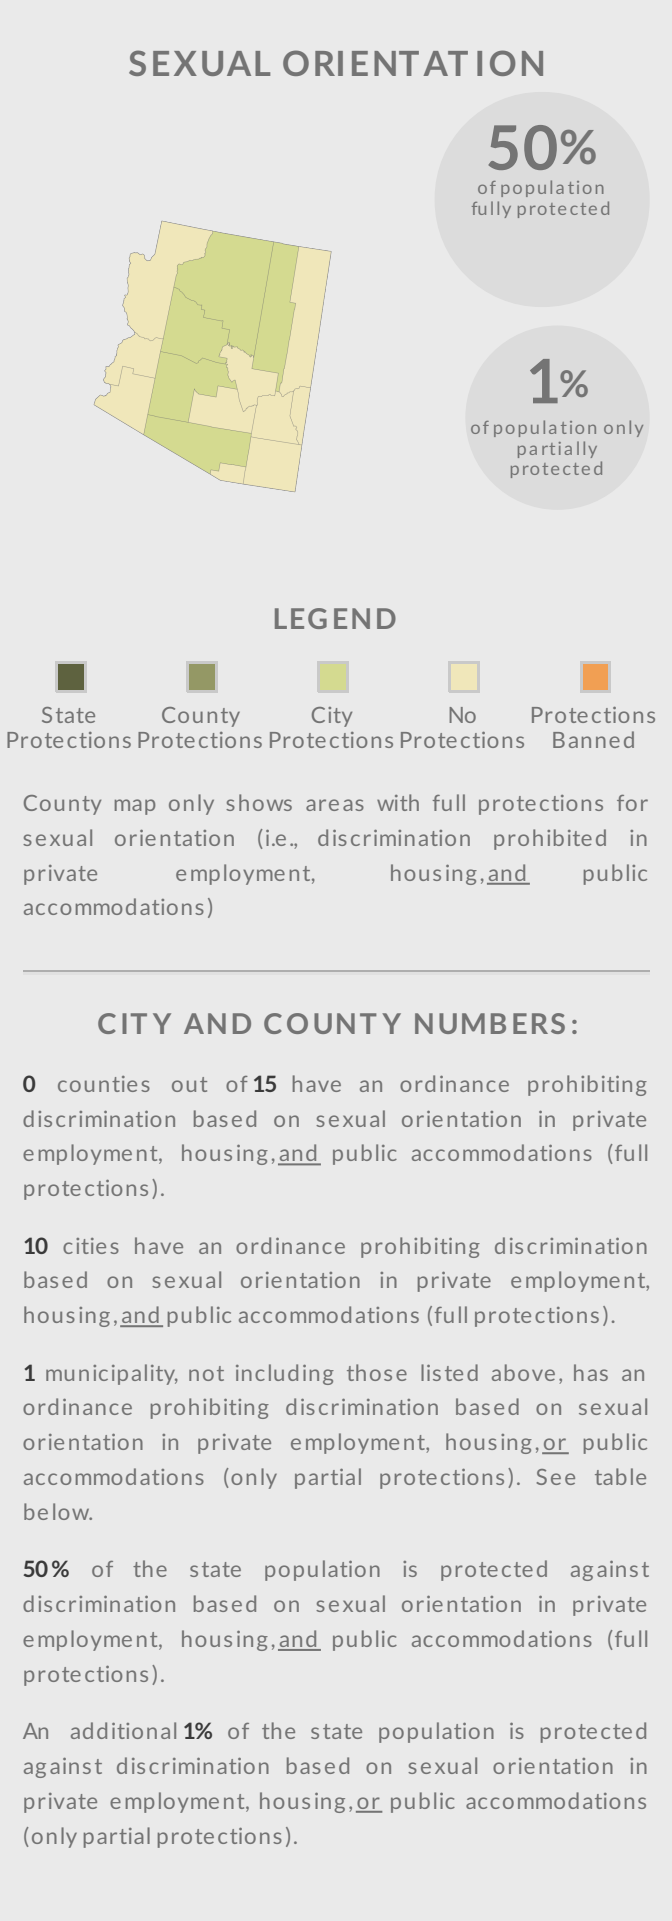 SEXUAL ORIENTATION
50%
of population
fully protected
1%
of population only
partially
protected
LEGEND
State Protections
County Protections
City Protections
No Protections
Protections Banned
County map only shows areas with full protections for
sexual orientation (i.e., discrimination prohibited in
private employment, housing, and public
accommodations)
CITY AND COUNTY NUMBERS:
0 counties out of 15 have an ordinance prohibiting
discrimination based on sexual orientation in private
employment, housing, and public accommodations (full
protections).
10 cities have an ordinance prohibiting discrimination
based on sexual orientation in private employment,
housing, and public accommodations (full protections).
1 municipality, not including those listed above, has an
ordinance prohibiting discrimination based on sexual
orientation in private employment, housing, or public
accommodations (only partial protections). See table
below.
50% of the state population is protected against
discrimination based on sexual orientation in private
employment, housing, and public accommodations (full
protections).
An additional 1% of the state population is protected
against discrimination based on sexual orientation in
private employment, housing, or public accommodations
(only partial protections).